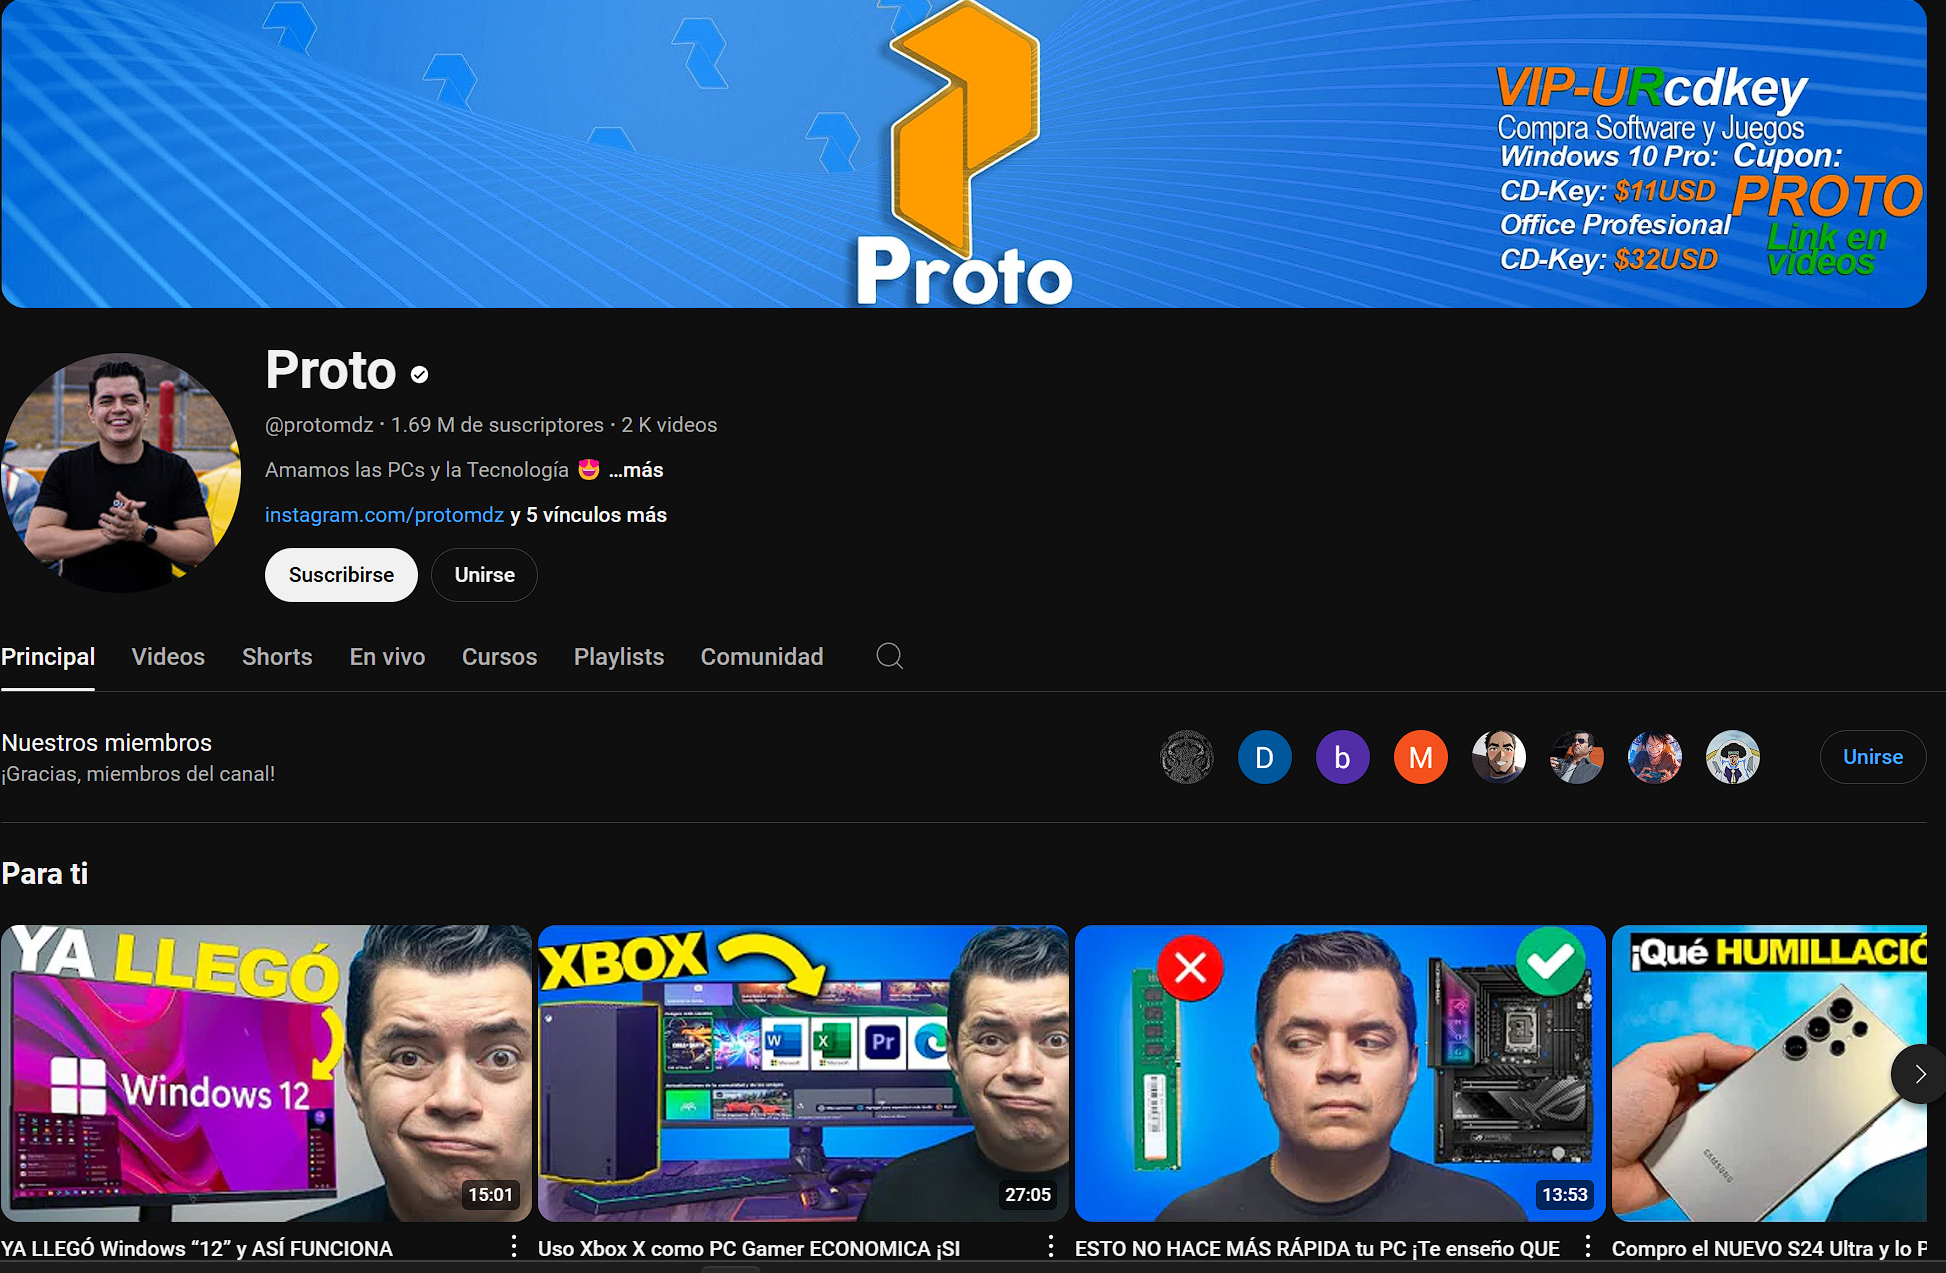 Proto
VIP-URcdkey
Compra Software y Juegos
Windows 10 Pro: Cupon:
CD-Key: $11USD PROTO
Office Profesional
CD-Key: $32USD
Link en
videos
Proto
@protomdz · 1.69 M de suscriptores · 2 K videos
Amamos las PCs y la Tecnología 😍 ...más
instagram.com/protomdz y 5 vínculos más
Suscribirse
Unirse
Principal
Videos
Shorts
En vivo
Cursos
Playlists
Comunidad
Nuestros miembros
¡Gracias, miembros del canal!
D
b
M
Unirse
Para ti
YA LLEGÓ
Windows 12
15:01
XBOX
W
X
Pr
27:05
13:53
¡Qué HUMILLACIÓ
SAMSUNG
YA LLEGÓ Windows “12” y ASÍ FUNCIONA
Uso Xbox X como PC Gamer ECONOMICA ¡SI
ESTO NO HACE MÁS RÁPIDA tu PC ¡Te enseño QUE
Compro el NUEVO S24 Ultra y lo P